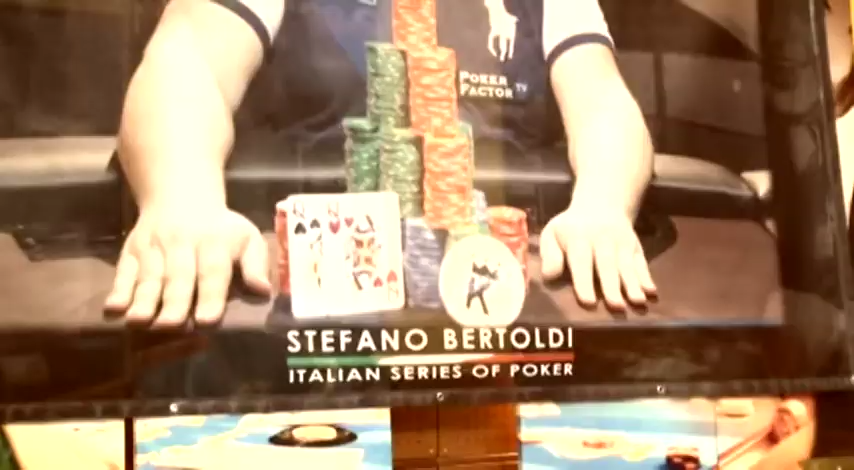 POKER
FACTOR TV
K
STEFANO BERTOLDI
ITALIAN SERIES OF POKER